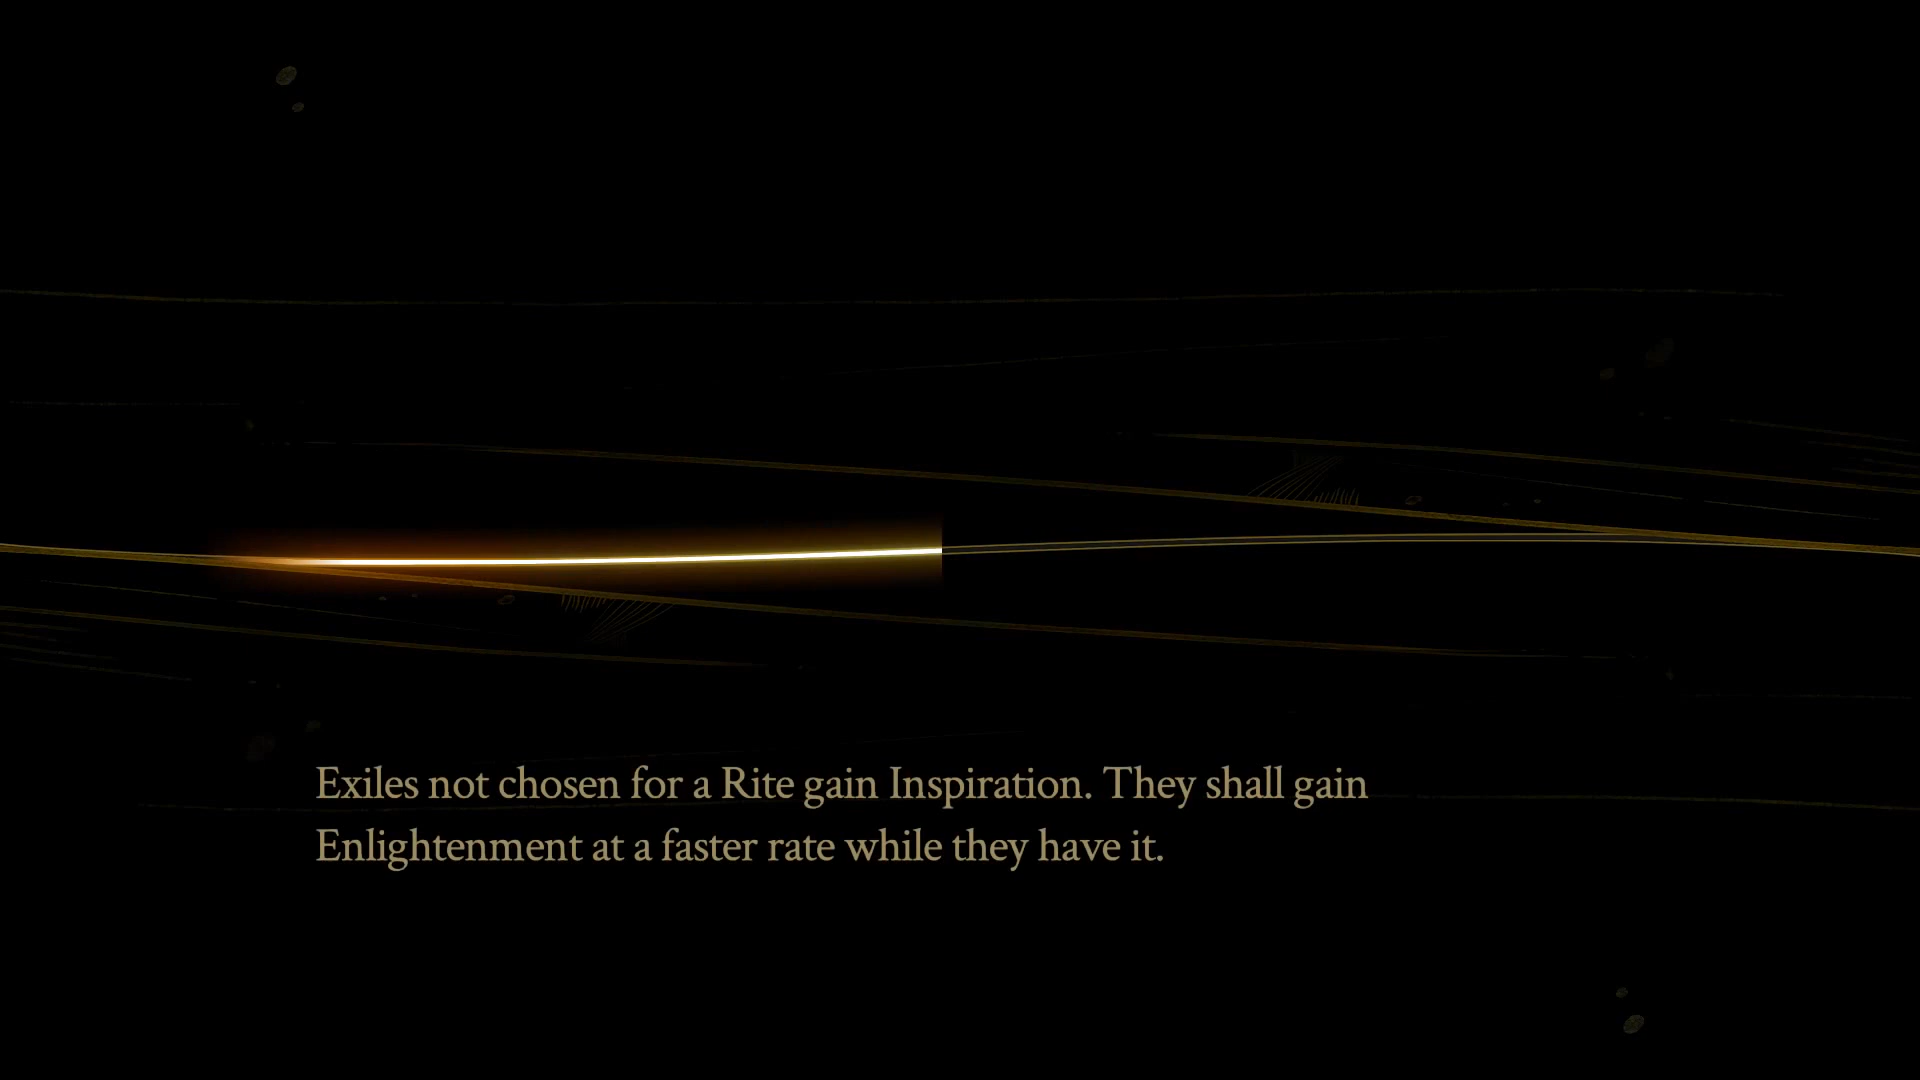 Exiles not chosen for a Rite gain Inspiration. They shall gain
Enlightenment at a faster rate while they have it.